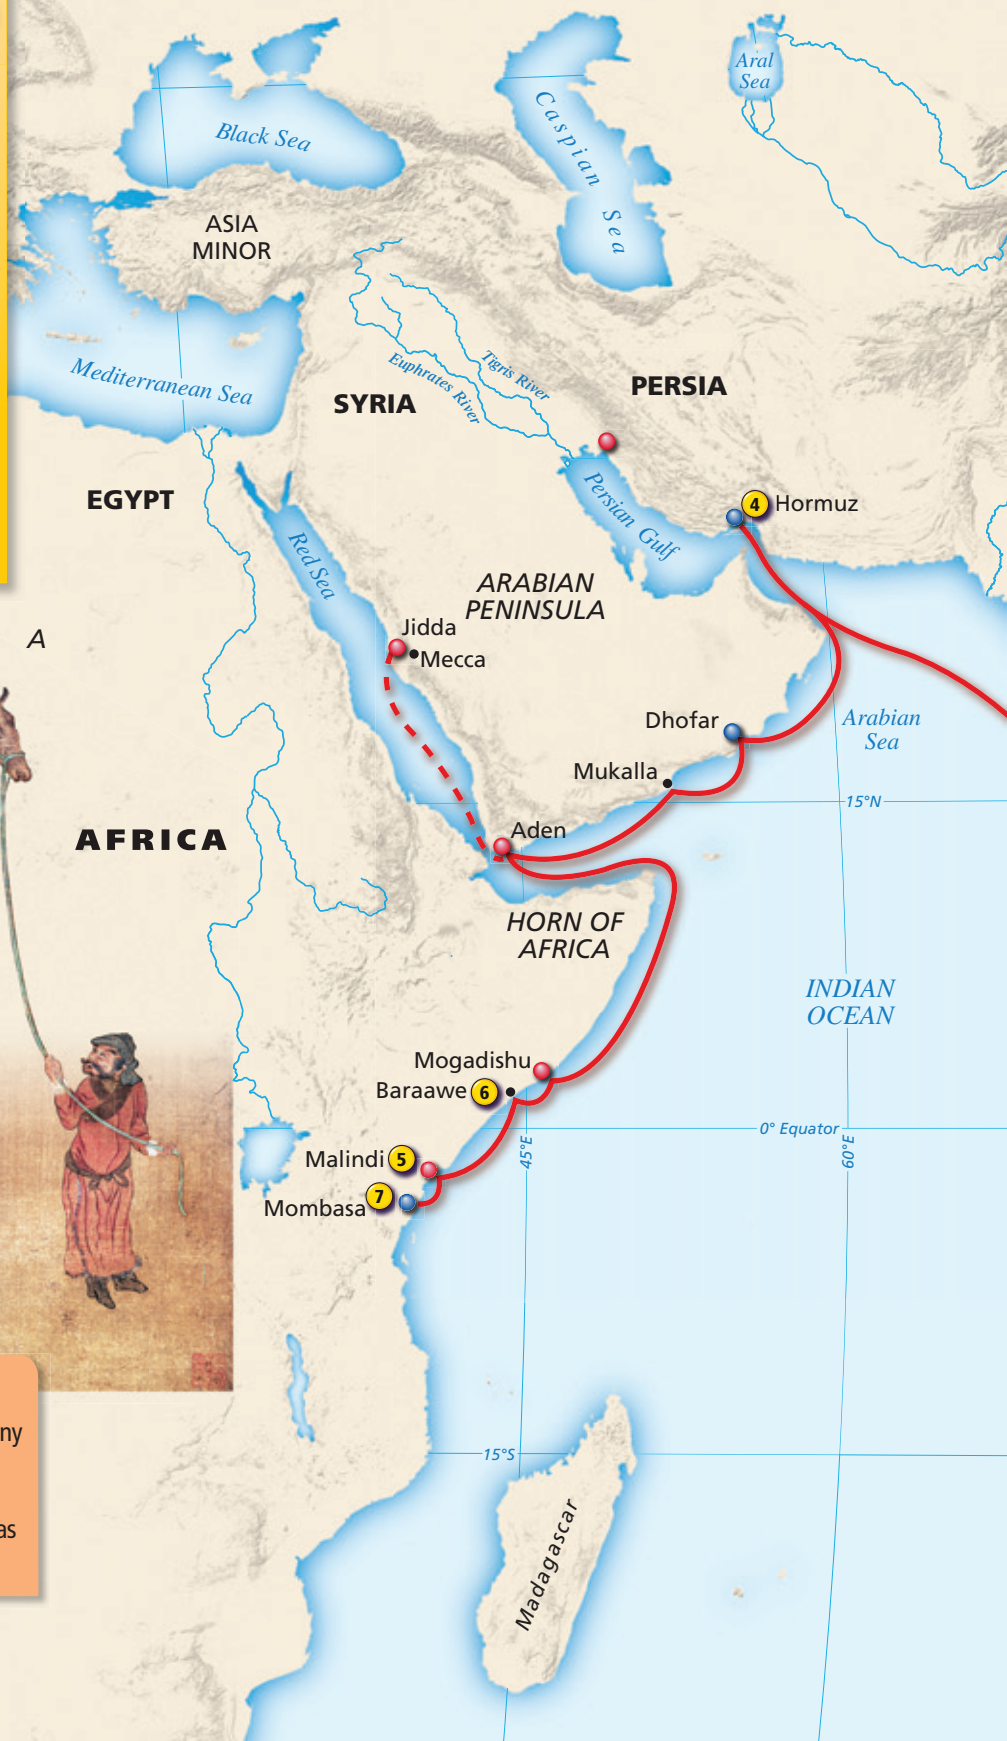 Aral
Sea
Black Sea
Caspian Sea
ASIA
MINOR
Tigris River
Euphrates River
Mediterranean Sea
PERSIA
SYRIA
EGYPT
4 Hormuz
Persian Gulf
Red Sea
ARABIAN
PENINSULA
A
Jidda
Mecca
Dhofar
Arabian
Sea
Mukalla
15°N
Aden
AFRICA
HORN OF
AFRICA
INDIAN
OCEAN
Mogadishu
Baraawe 6
0° Equator
45°E
60°E
Malindi 5
Mombasa 7
ny
15°S
as
Madagascar